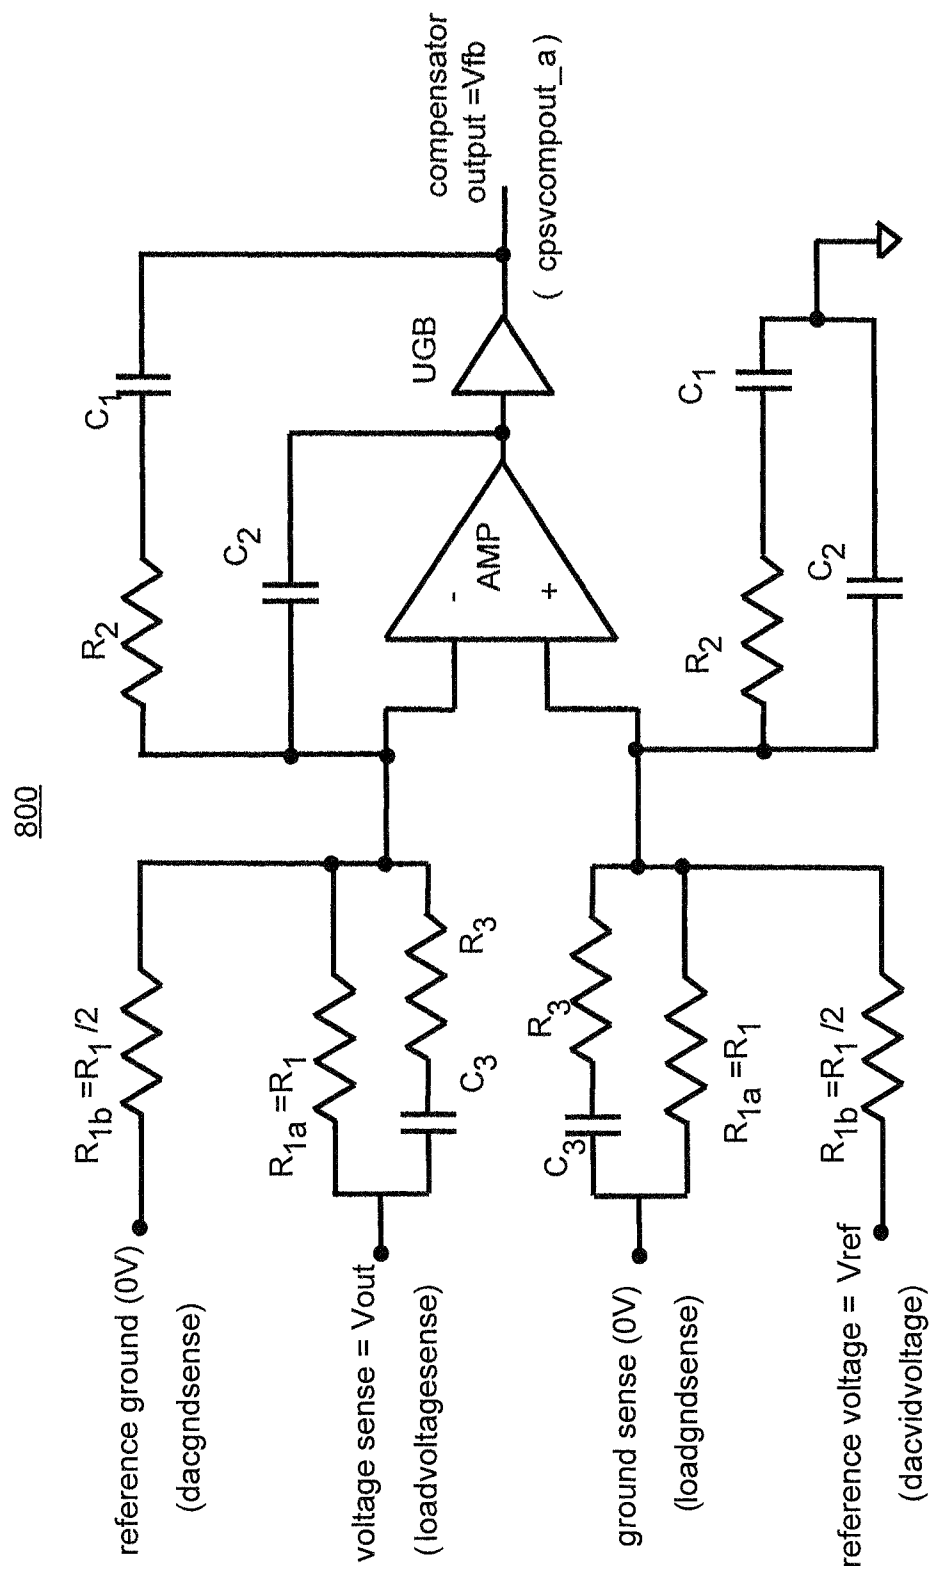 800
reference ground (0V)
(dacgndsense)
R1b =R1 /2
R2
C1
C2
voltage sense = Vout
(loadvoltagesense)
R1a =R1
C3
R3
-
AMP
+
UGB
compensator
output =Vfb
( cpsvcompout_a)
ground sense (0V)
(loadgndsense)
C3
R3
R1a =R1
R2
C1
C2
reference voltage = Vref
(dacvidvoltage)
R1b =R1 /2